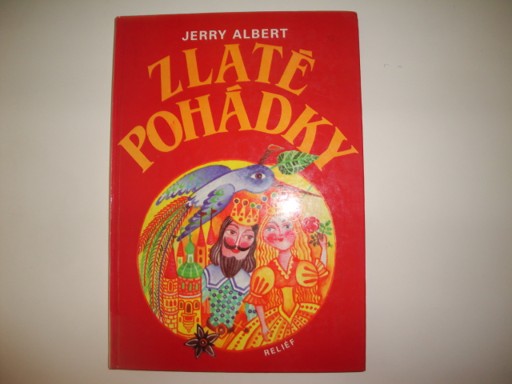 JERRY ALBERT
ZLATÉ
POHÁDKY
RELIEF